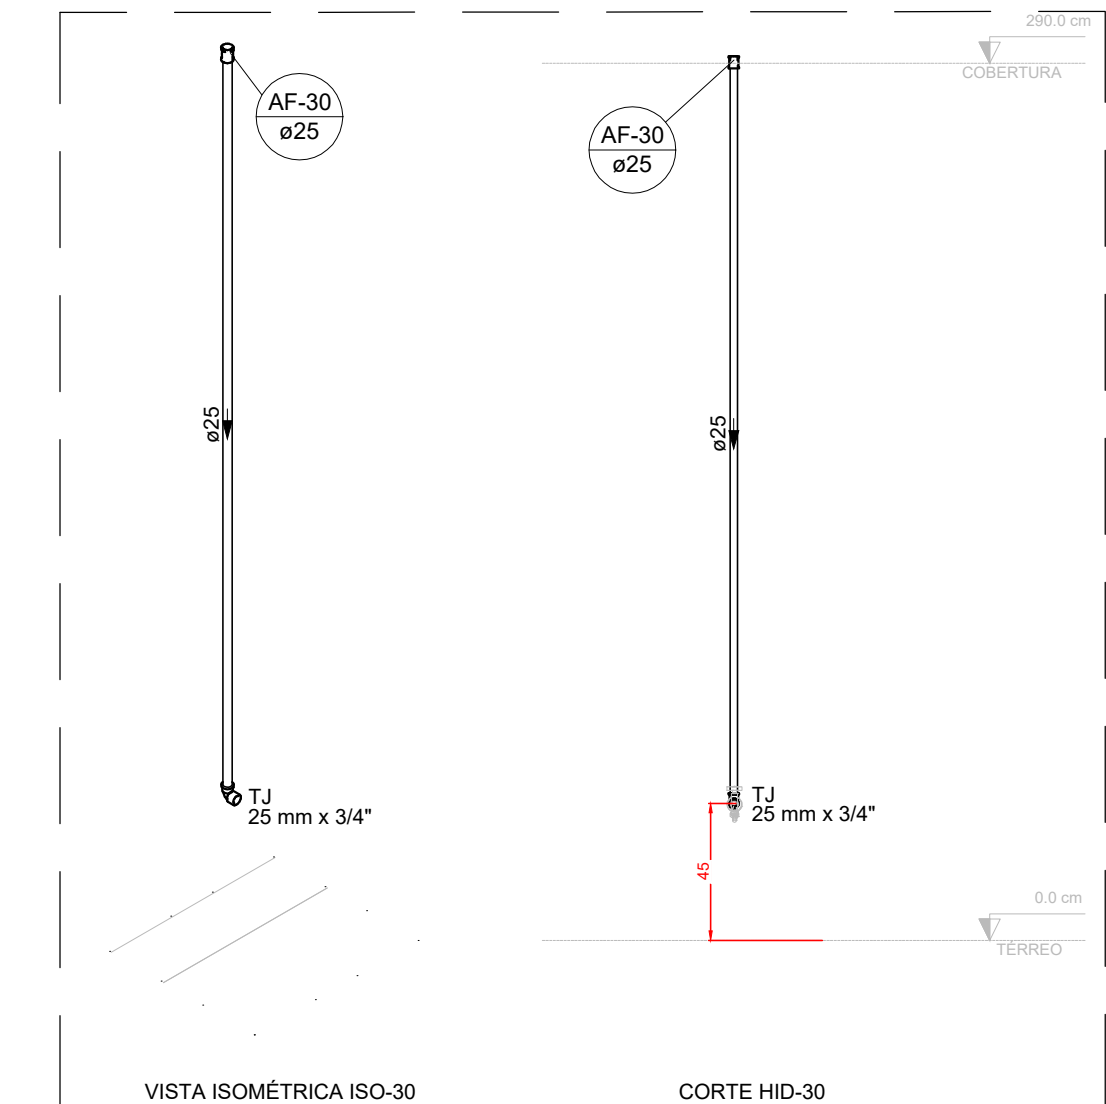 AF-30
ø25
ø25
TJ
25 mm x 3/4"
VISTA ISOMÉTRICA ISO-30
290.0 cm
COBERTURA
AF-30
ø25
ø25
TJ
25 mm x 3/4"
45
0.0 cm
TÉRREO
CORTE HID-30